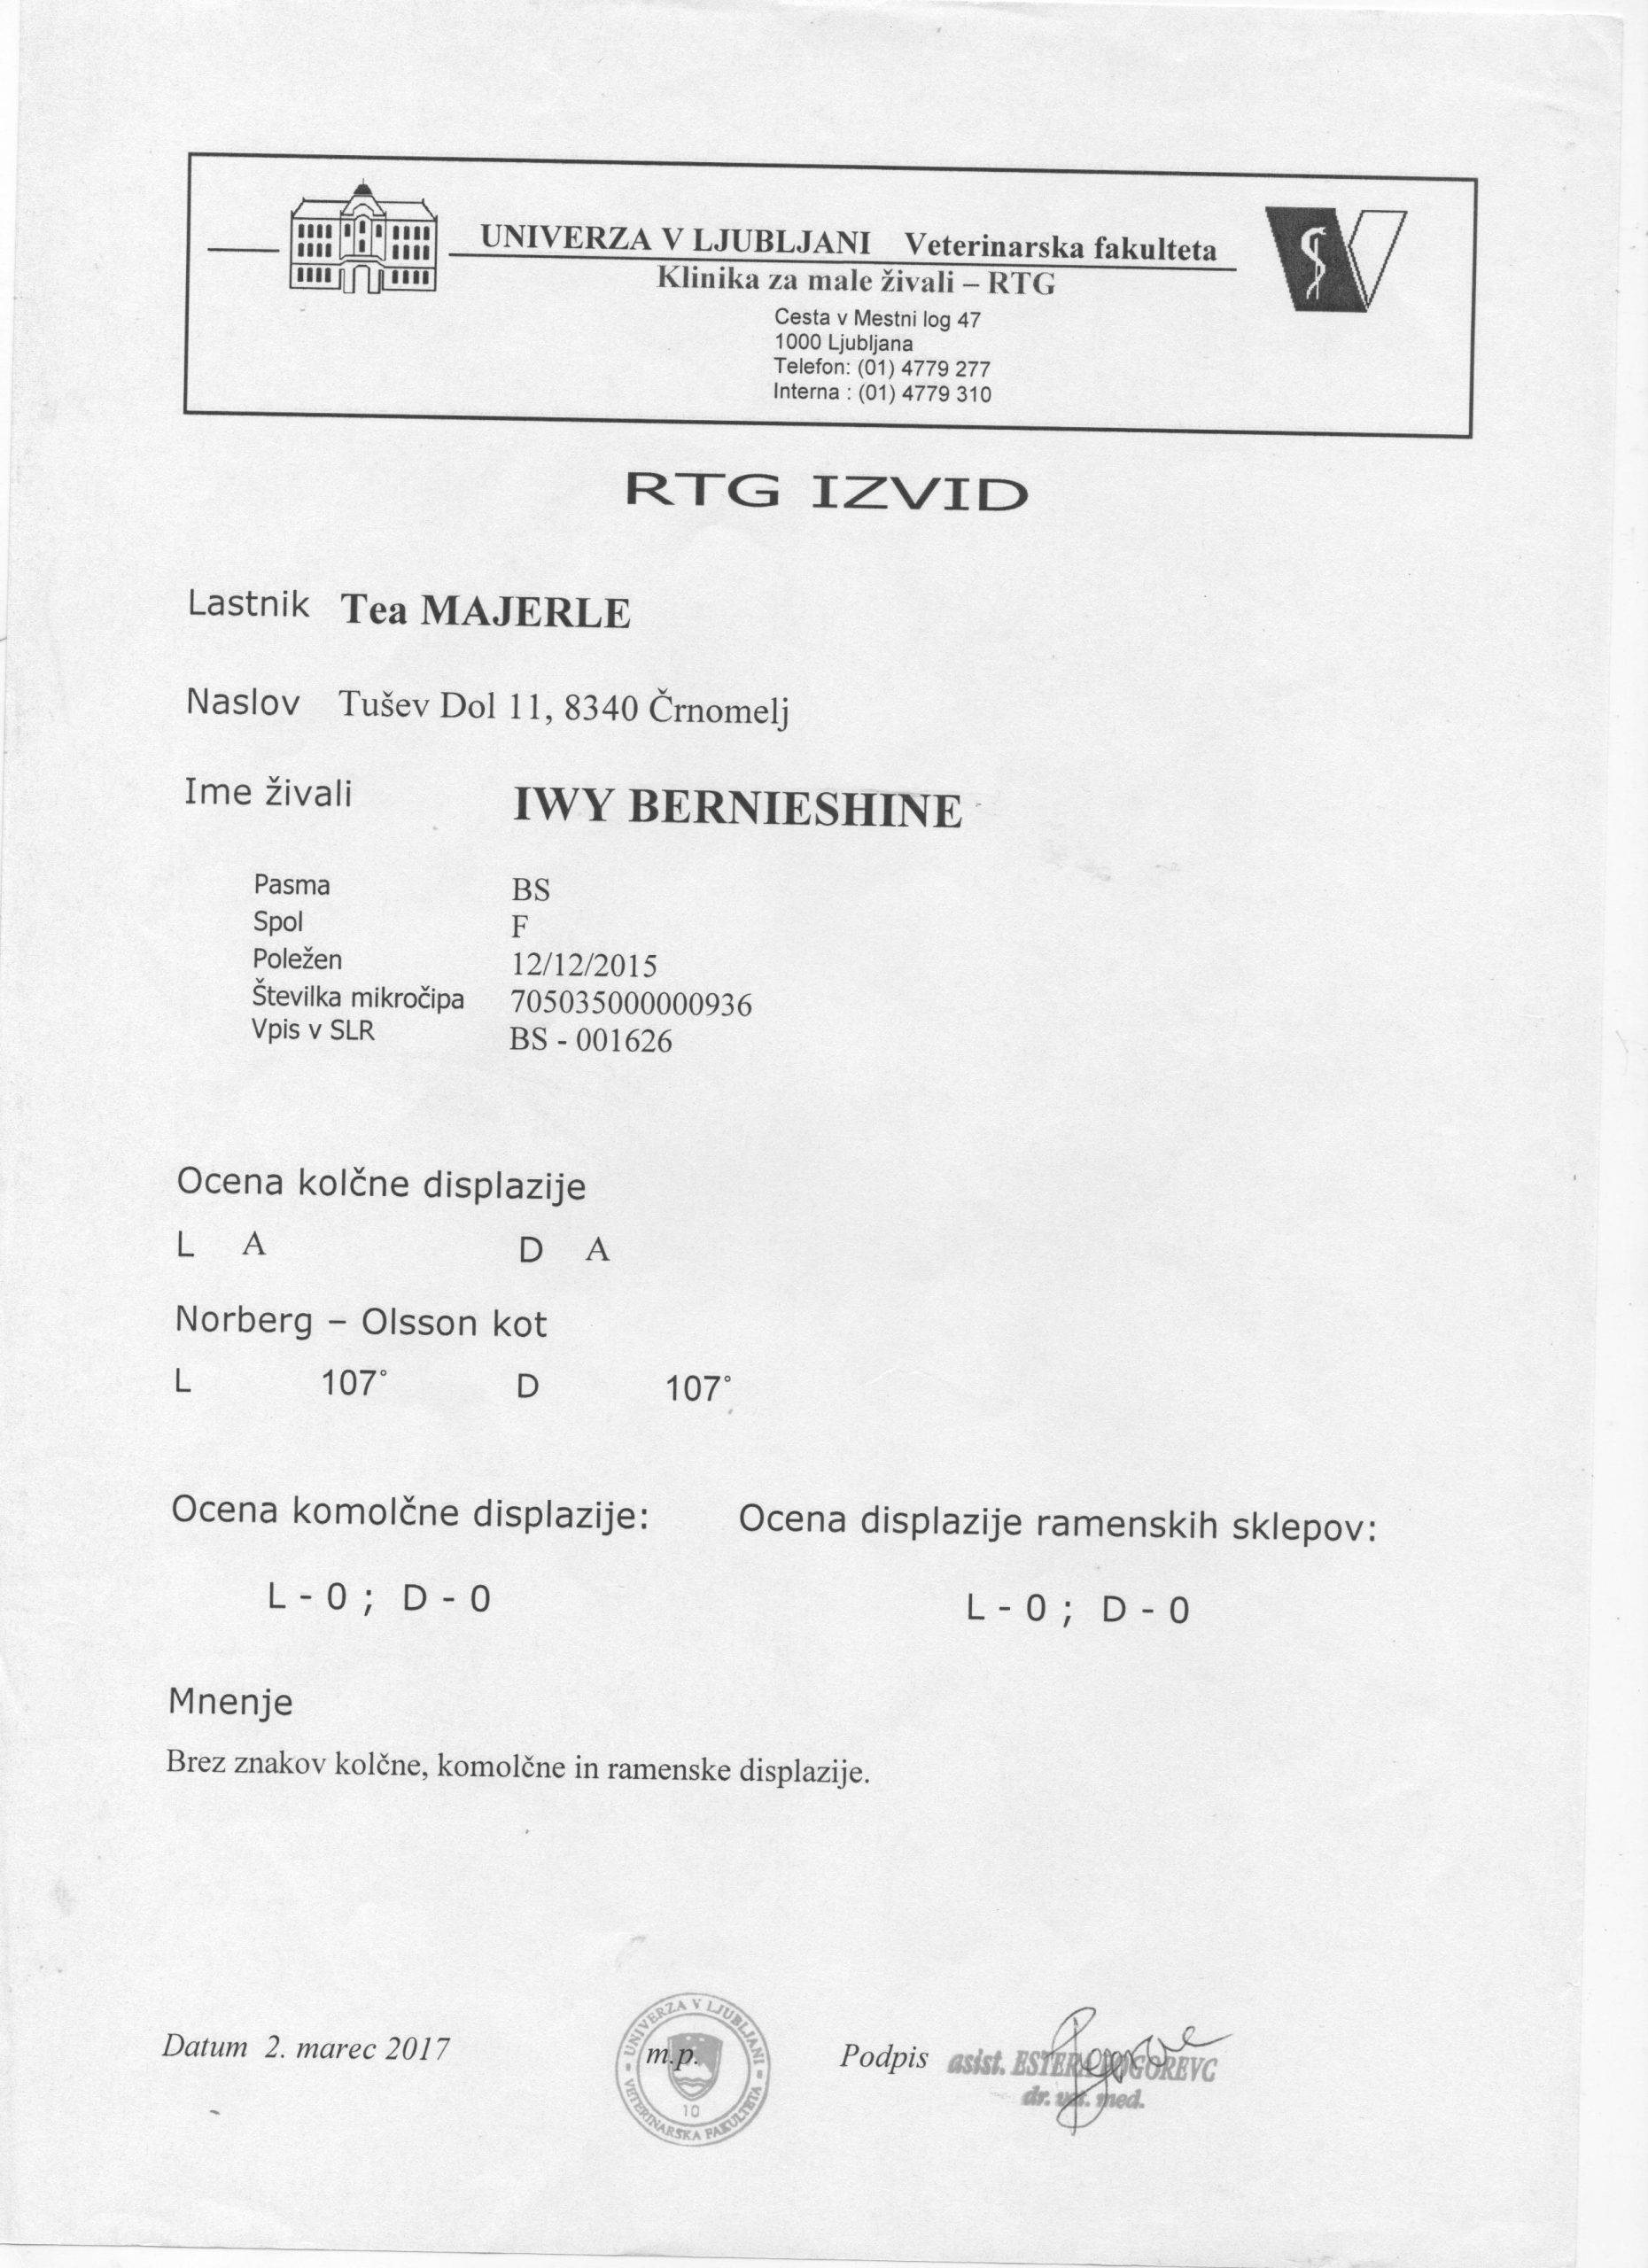 UNIVERZA V LJUBLJANI Veterinarska fakulteta
Klinika za male živali – RTG
Cesta v Mestni log 47
1000 Ljubljana
Telefon: (01) 4779 277
Interna : (01) 4779 310
RTG IZVID
Lastnik Tea MAJERLE
Naslov Tušev Dol 11, 8340 Črnomelj
Ime živali IWY BERNIESHINE
Pasma BS
Spol F
Poležen 12/12/2015
Številka mikročipa 705035000000936
Vpis v SLR BS - 001626
Ocena kolčne displazije
L A D A
Norberg – Olsson kot
L 107° D 107°
Ocena komolčne displazije: Ocena displazije ramenskih sklepov:
L - 0 ; D - 0 L - 0 ; D - 0
Mnenje
Brez znakov kolčne, komolčne in ramenske displazije.
Datum 2. marec 2017
UNIVERZA V LJUBLJANI
m.p.
10
VETERINARSKA FAKULTETA
Podpis asist. ESTERA
dr. med.